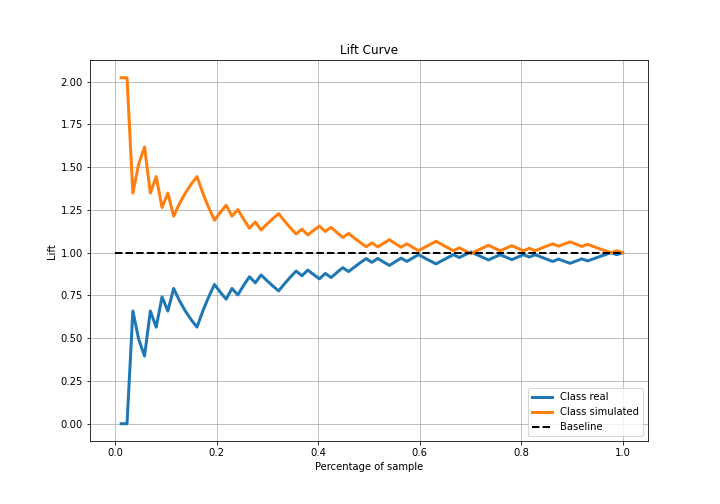 Lift Curve
2.00
1.75
1.50
1.25
1.00
0.75
0.50
0.25
0.00
Lift
0.0 0.2 0.4 0.6 0.8 1.0
Percentage of sample
Class real
Class simulated
Baseline